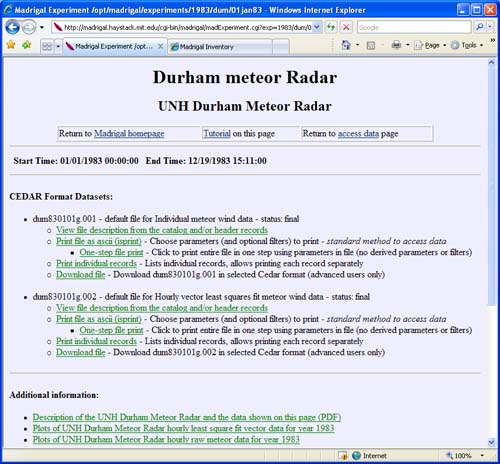 Madrigal Experiment /opt/madrigal/experiments/1983/dum/01jan83 - Windows Internet Explorer
http://madrigal.haystack.mit.edu/cgi-bin/madrigal/madExperiment.cgi?exp=1983/dum/0
Google
Madrigal Experiment /opt...
Madrigal Inventory
Page
Tools
Durham meteor Radar
UNH Durham Meteor Radar
Return to Madrigal homepage
Tutorial on this page
Return to access data page
Start Time: 01/01/1983 00:00:00 End Time: 12/19/1983 15:11:00
CEDAR Format Datasets:
dum830101g.001 - default file for Individual meteor wind data - status: final
View file description from the catalog and/or header records
Print file as ascii (isprint) - Choose parameters (and optional filters) to print - standard method to access data
One-step file print - Click to print entire file in one step using parameters in file (no derived parameters or filters)
Print individual records - Lists individual records, allows printing each record separately
Download file - Download dum830101g.001 in selected Cedar format (advanced users only)
dum830101g.002 - default file for Hourly vector least squares fit meteor wind data - status: final
View file description from the catalog and/or header records
Print file as ascii (isprint) - Choose parameters (and optional filters) to print - standard method to access data
One-step file print - Click to print entire file in one step using parameters in file (no derived parameters or filters)
Print individual records - Lists individual records, allows printing each record separately
Download file - Download dum830101g.002 in selected Cedar format (advanced users only)
Additional information:
Description of the UNH Durham Meteor Radar and the data shown on this page (PDF)
Plots of UNH Durham Meteor Radar hourly least square fit vector data for year 1983
Plots of UNH Durham Meteor Radar hourly raw meteor data for year 1983
Internet
100%